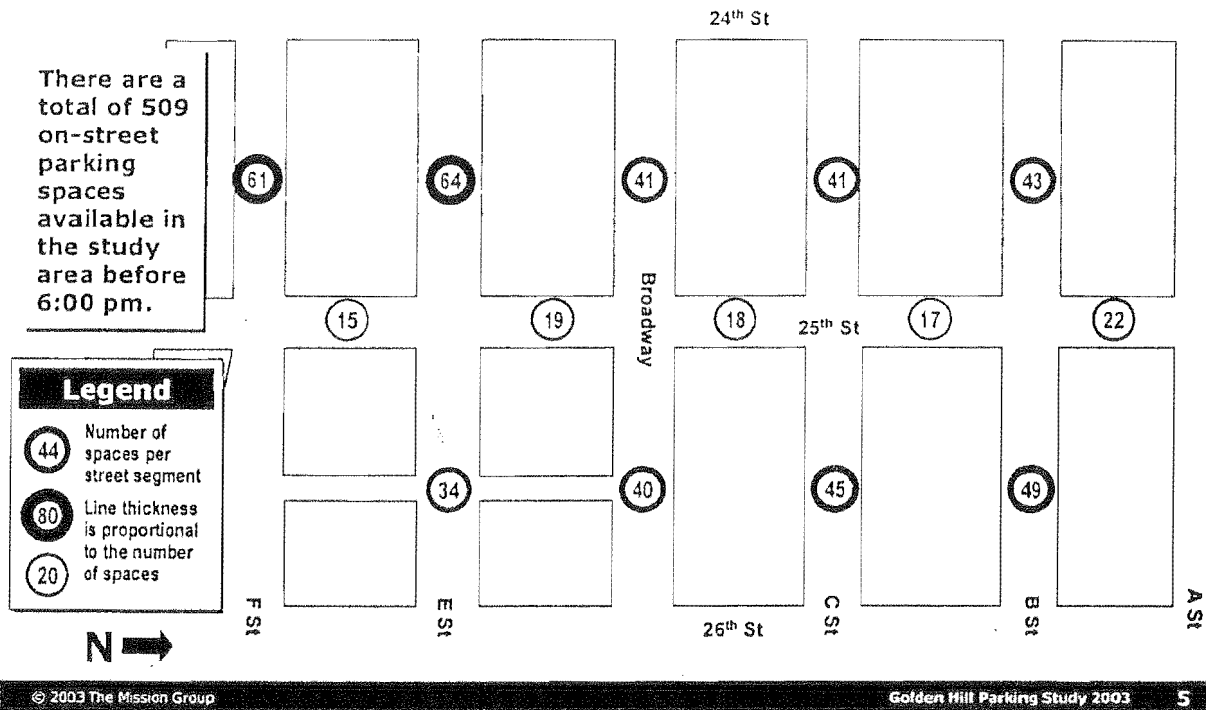 24th St
There are a
total of 509
on-street
parking
spaces
available in
the study
area before
6:00 pm.
61
64
41
41
43
Broadway
15
19
18
25th St
17
22
Legend
44
Number of
spaces per
street segment
80
Line thickness
is proportional
to the number
of spaces
20
34
40
45
49
F St
E St
26th St
C St
B St
A St
N
© 2003 The Mission Group
Golden Hill Parking Study 2003
5